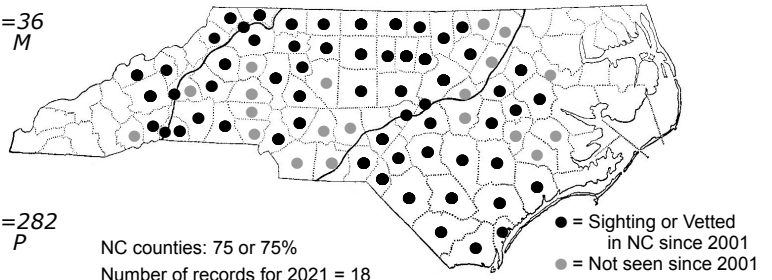 =36
M
=282
P
NC counties: 75 or 75%
Number of records for 2021 = 18
= Sighting or Vetted
in NC since 2001
= Not seen since 2001